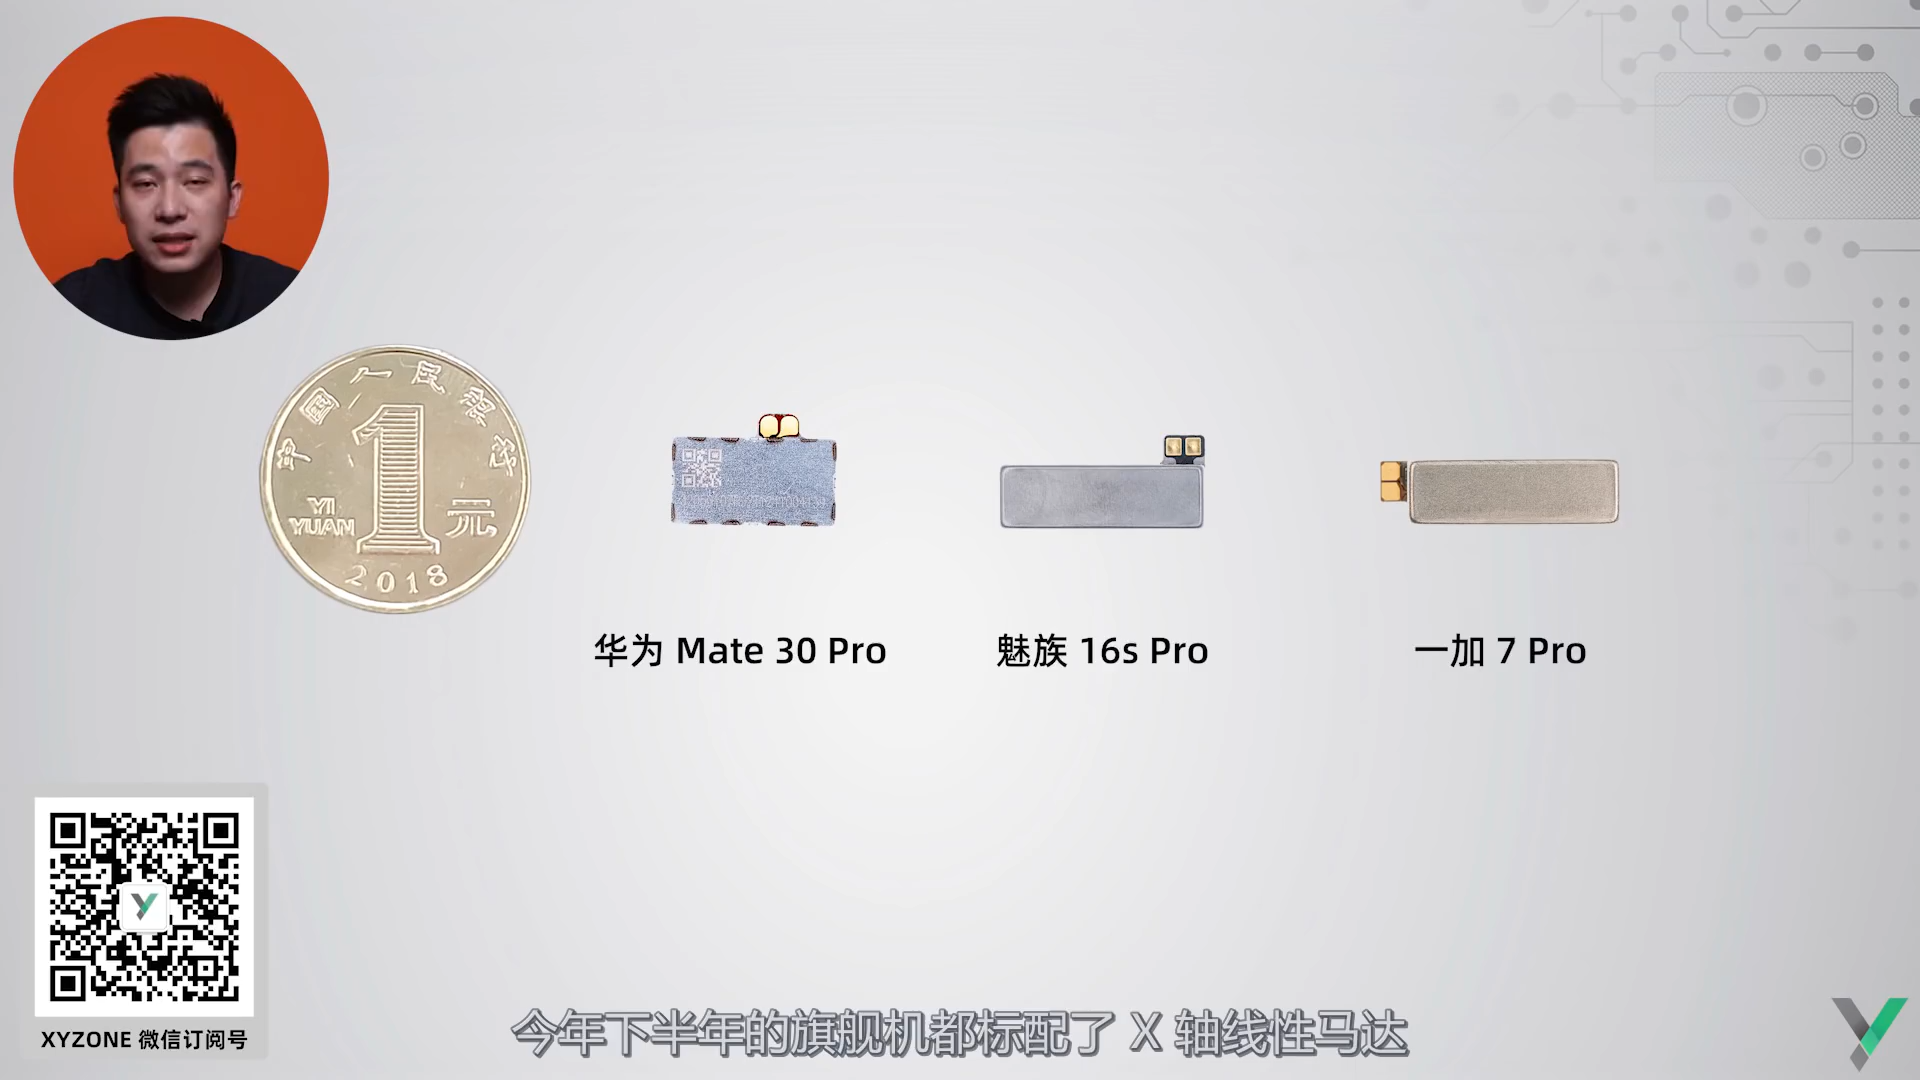 中国人民银行
1
YI
YUAN
元
2018
华为 Mate 30 Pro
魅族 16s Pro
一加 7 Pro
XYZONE 微信订阅号
今年下半年的旗舰机都标配了 X 轴线性马达